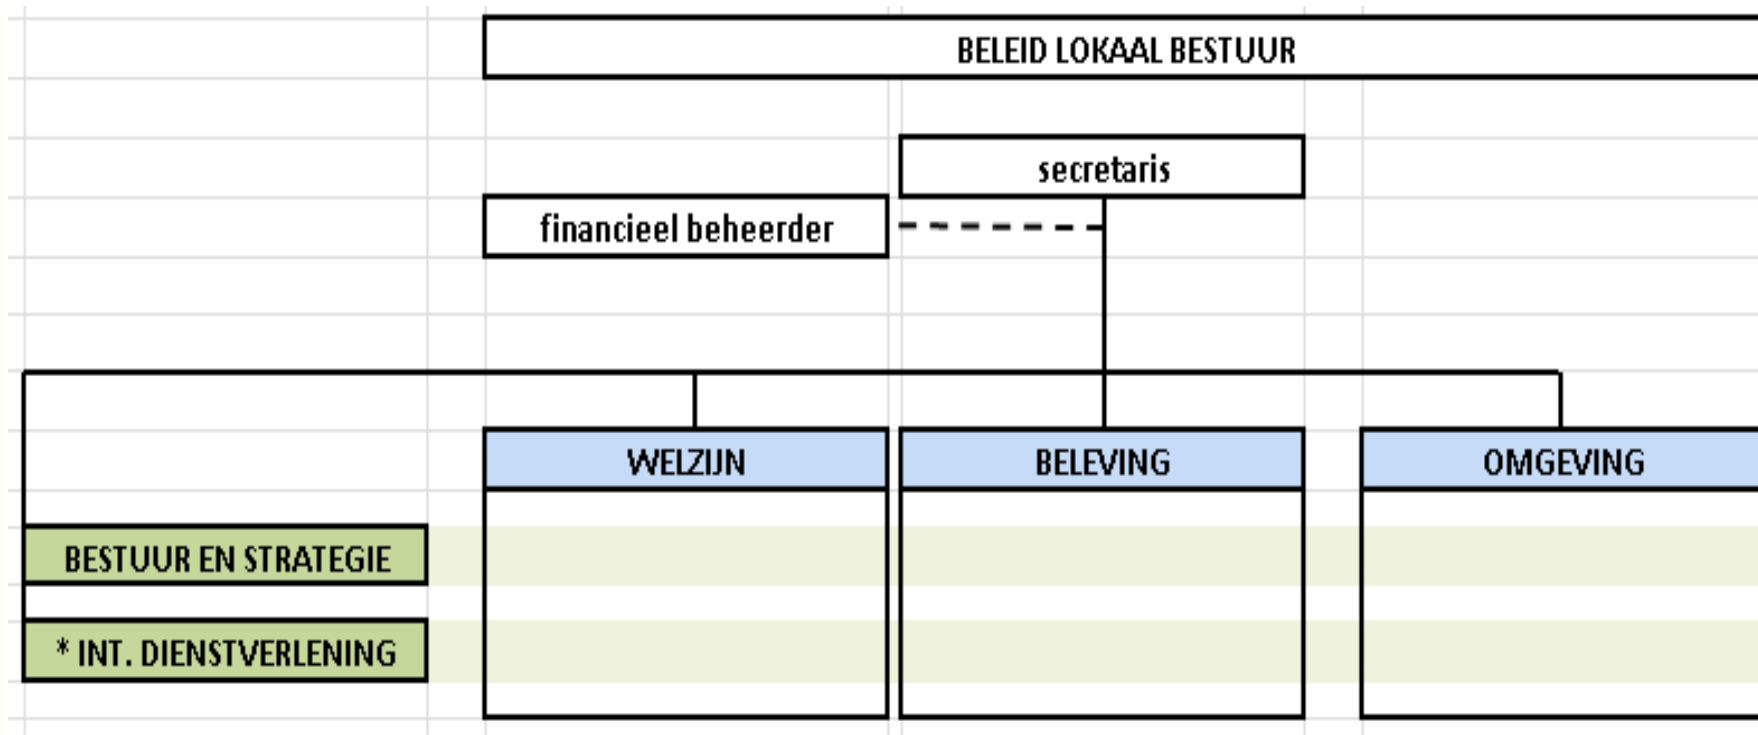 BELEID LOKAAL BESTUUR
secretaris
financieel beheerder
WELZIJN
BELEVING
OMGEVING
BESTUUR EN STRATEGIE
* INT. DIENSTVERLENING